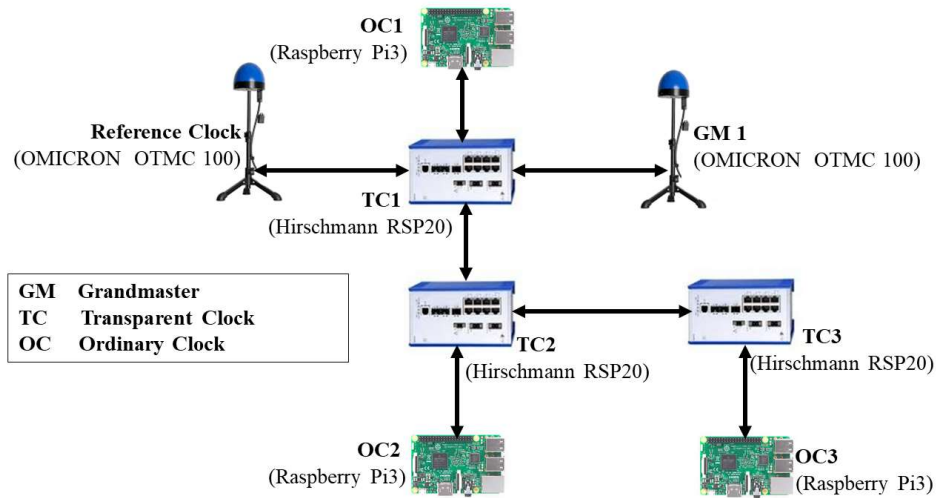 OC1
(Raspberry Pi3)
Reference Clock
(OMICRON OTMC 100)
GM 1
(OMICRON OTMC 100)
TC1
(Hirschmann RSP20)
GM Grandmaster
TC Transparent Clock
OC Ordinary Clock
TC2
(Hirschmann RSP20)
TC3
(Hirschmann RSP20)
OC2
(Raspberry Pi3)
OC3
(Raspberry Pi3)